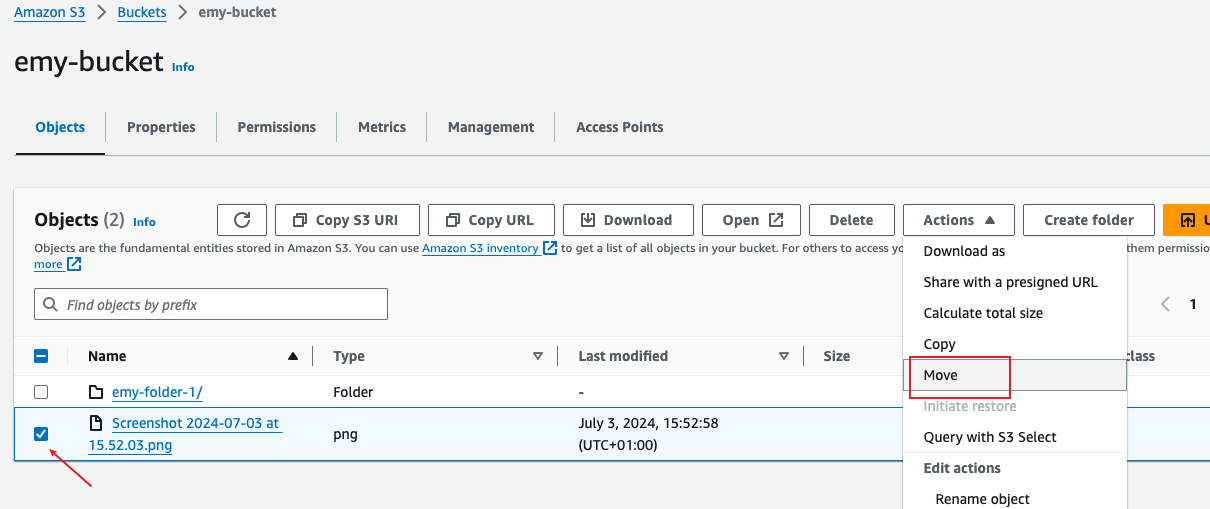 Amazon S3 > Buckets > emy-bucket
emy-bucket Info
Objects Properties Permissions Metrics Management Access Points
Objects (2) Info Copy S3 URI Copy URL Download Open Delete Actions Create folder
Objects are the fundamental entities stored in Amazon S3. You can use Amazon S3 inventory to get a list of all objects in your bucket. For others to access them
more
Download as
Share with a presigned URL
Calculate total size
Find objects by prefix
1
Copy
Name Type Last modified Size class
Move
emy-folder-1/ Folder -
Initiate restore
Screenshot 2024-07-03 at
15.52.03.png
png
July 3, 2024, 15:52:58
(UTC+01:00)
Query with S3 Select
Edit actions
Rename object